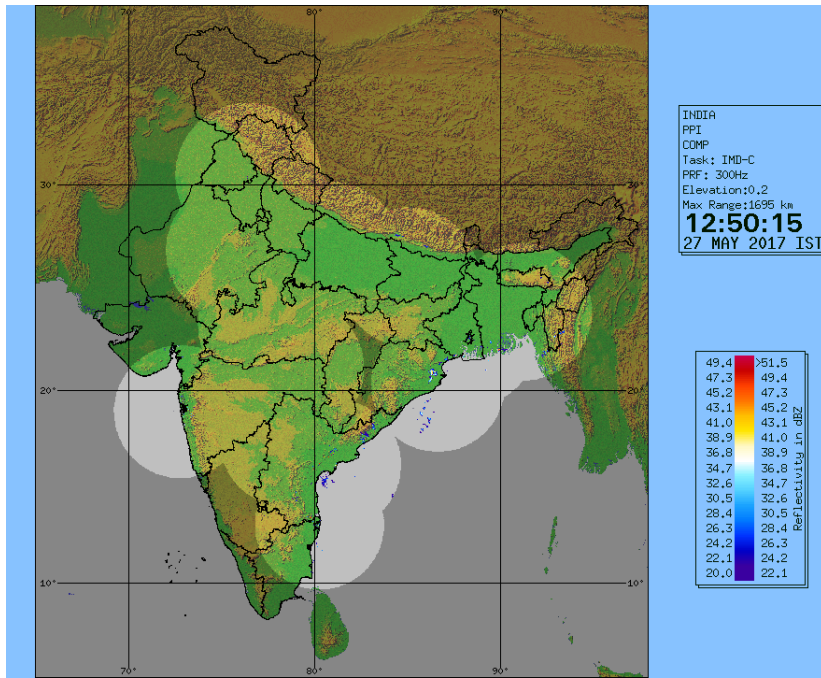 70° 80° 90°
30° 30°
20° 20°
10° 10°
70° 80° 90°
INDIA
PPI
COMP
Task: IMD-C
PRF: 300Hz
Elevation:0.2
Max Range:1695 km
12:50:15
27 MAY 2017 IST
49.4 >51.5
47.3 49.4
45.2 47.3
43.1 45.2
41.0 43.1
38.9 41.0
36.8 38.9
34.7 36.8
32.6 34.7
30.5 32.6
28.4 30.5
26.3 28.4
24.2 26.3
22.1 24.2
20.0 22.1
Reflectivity in dBZ